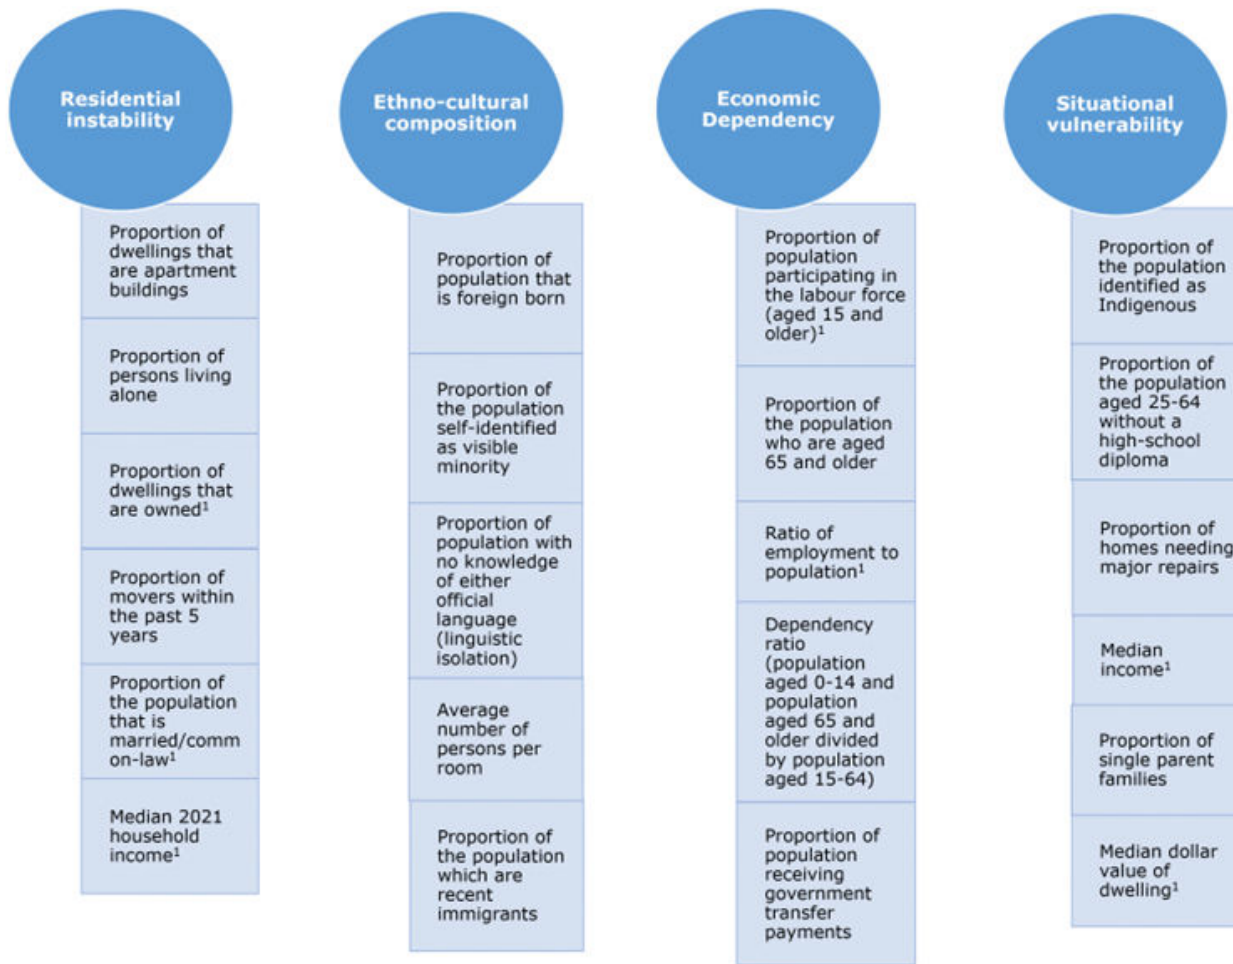 Residential
instability
Proportion of
dwellings that
are apartment
buildings
Proportion of
persons living
alone
Proportion of
dwellings that
are owned¹
Proportion of
movers within
the past 5
years
Proportion of
the population
that is
married/comm
on-law¹
Median 2021
household
income¹
Ethno-cultural
composition
Proportion of
population that
is foreign born
Proportion of
the population
self-identified
as visible
minority
Proportion of
population with
no knowledge
of either
official
language
(linguistic
isolation)
Average
number of
persons per
room
Proportion of
the population
which are
recent
immigrants
Economic
Dependency
Proportion of
population
participating in
the labour force
(aged 15 and
older)¹
Proportion of
the population
who are aged
65 and older
Ratio of
employment to
population¹
Dependency
ratio
(population
aged 0-14 and
population
aged 65 and
older divided
by population
aged 15-64)
Proportion of
population
receiving
government
transfer
payments
Situational
vulnerability
Proportion of
the population
identified as
Indigenous
Proportion of
the population
aged 25-64
without a
high-school
diploma
Proportion of
homes needing
major repairs
Median
income¹
Proportion of
single parent
families
Median dollar
value of
dwelling¹